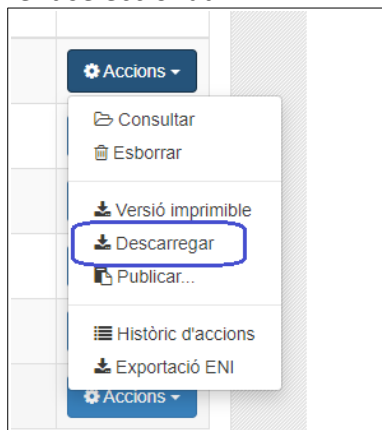 Accions
Consultar
Esborrar
Versió imprimible
Descarregar
Publicar...
Històric d'accions
Exportació ENI
Accions